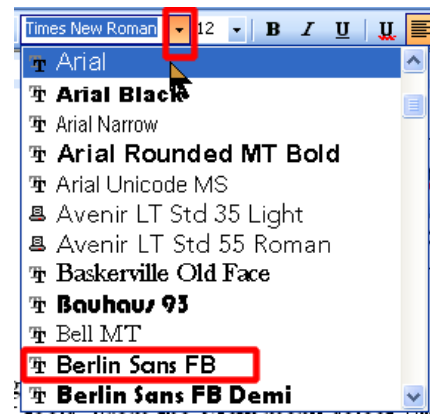 Times New Roman 12 B I U U
Arial
Arial Black
Arial Narrow
Arial Rounded MT Bold
Arial Unicode MS
Avenir LT Std 35 Light
Avenir LT Std 55 Roman
Baskerville Old Face
Bauhaus 93
Bell MT
Berlin Sans FB
Berlin Sans FB Demi